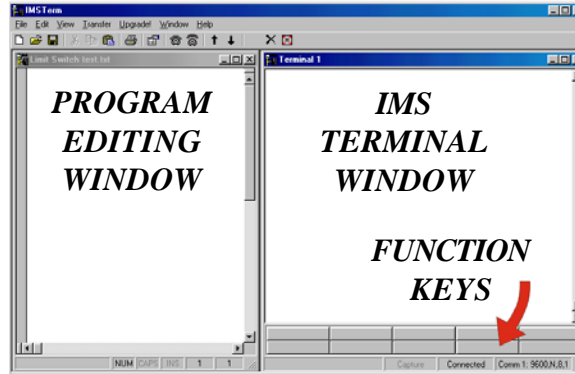 IMSTerm
File Edit View Transfer Upgrade! Window Help
Limit Switch test.txt
PROGRAM
EDITING
WINDOW
NUM CAPS INS 1 1
Terminal 1
IMS
TERMINAL
WINDOW
FUNCTION
KEYS
Capture Connected Comm 1: 9600,N,8,1